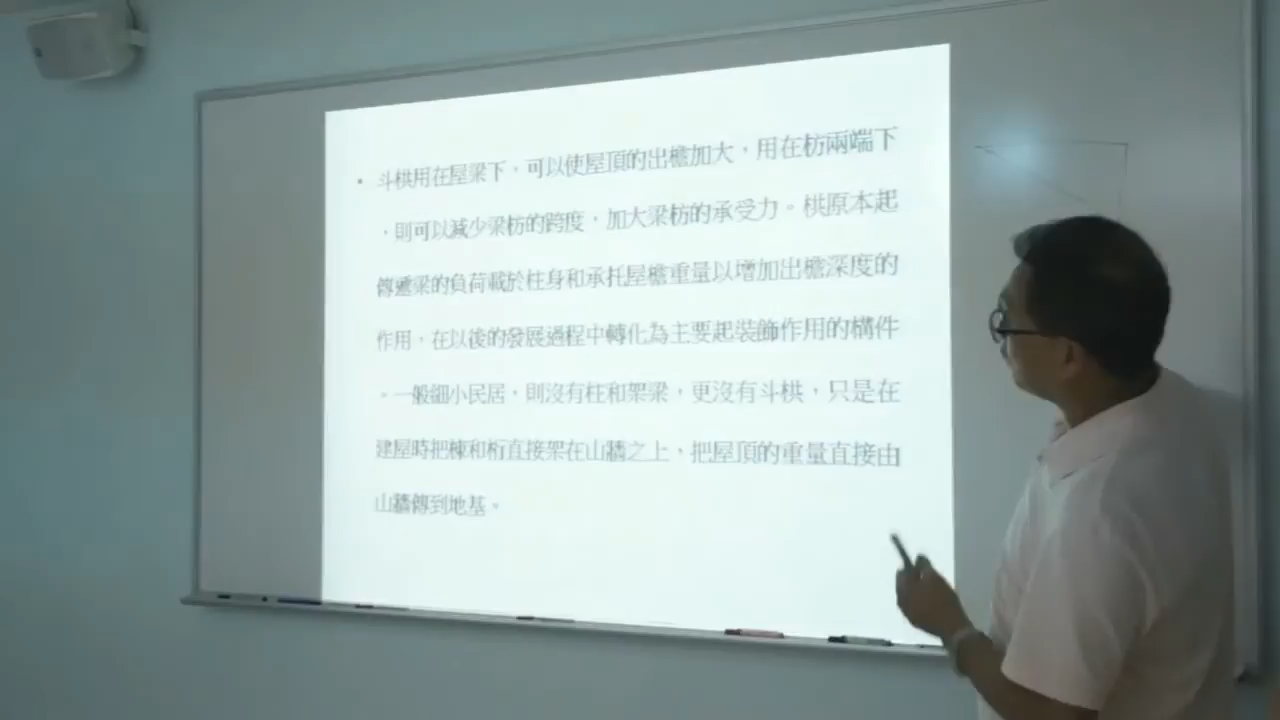 • 斗栱用在屋梁下，可以使屋頂的出檐加大，用在枋兩端下
，則可以減少梁枋的跨度，加大梁枋的承受力。栱原本起
傳遞梁的負荷載於柱身和承托屋檐重量以增加出檐深度的
作用，在以後的發展過程中轉化為主要起裝飾作用的構件
。一般細小民居，則沒有柱和架梁，更沒有斗栱，只是在
建屋時把棟和桁直接架在山牆之上，把屋頂的重量直接由
山牆傳到地基。